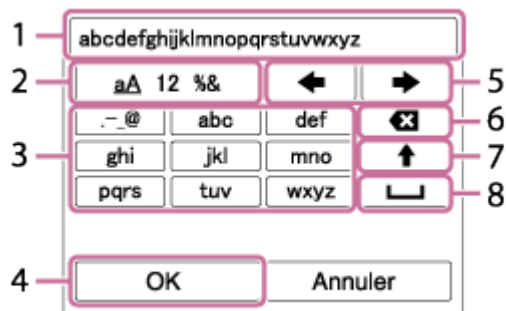 1 abcdefghijklmnopqrstuvwxyz
2 aA 12 %& 5
.-_@ abc def 6
3 ghi jkl mno 7
pqrs tuv wxyz 8
4 OK Annuler